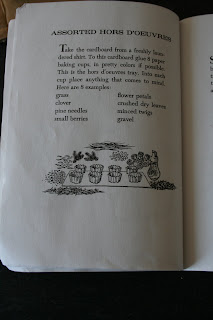 ASSORTED HORS D'OEUVRES
Take the cardboard from a freshly laun-
dered shirt. To this cardboard glue 8 paper
baking cups, in pretty colors if possible.
This is the hors d'oeuvres tray. Into each
cup place anything that comes to mind.
Here are 8 examples:
grass flower petals
clover crushed dry leaves
pine needles minced twigs
small berries gravel